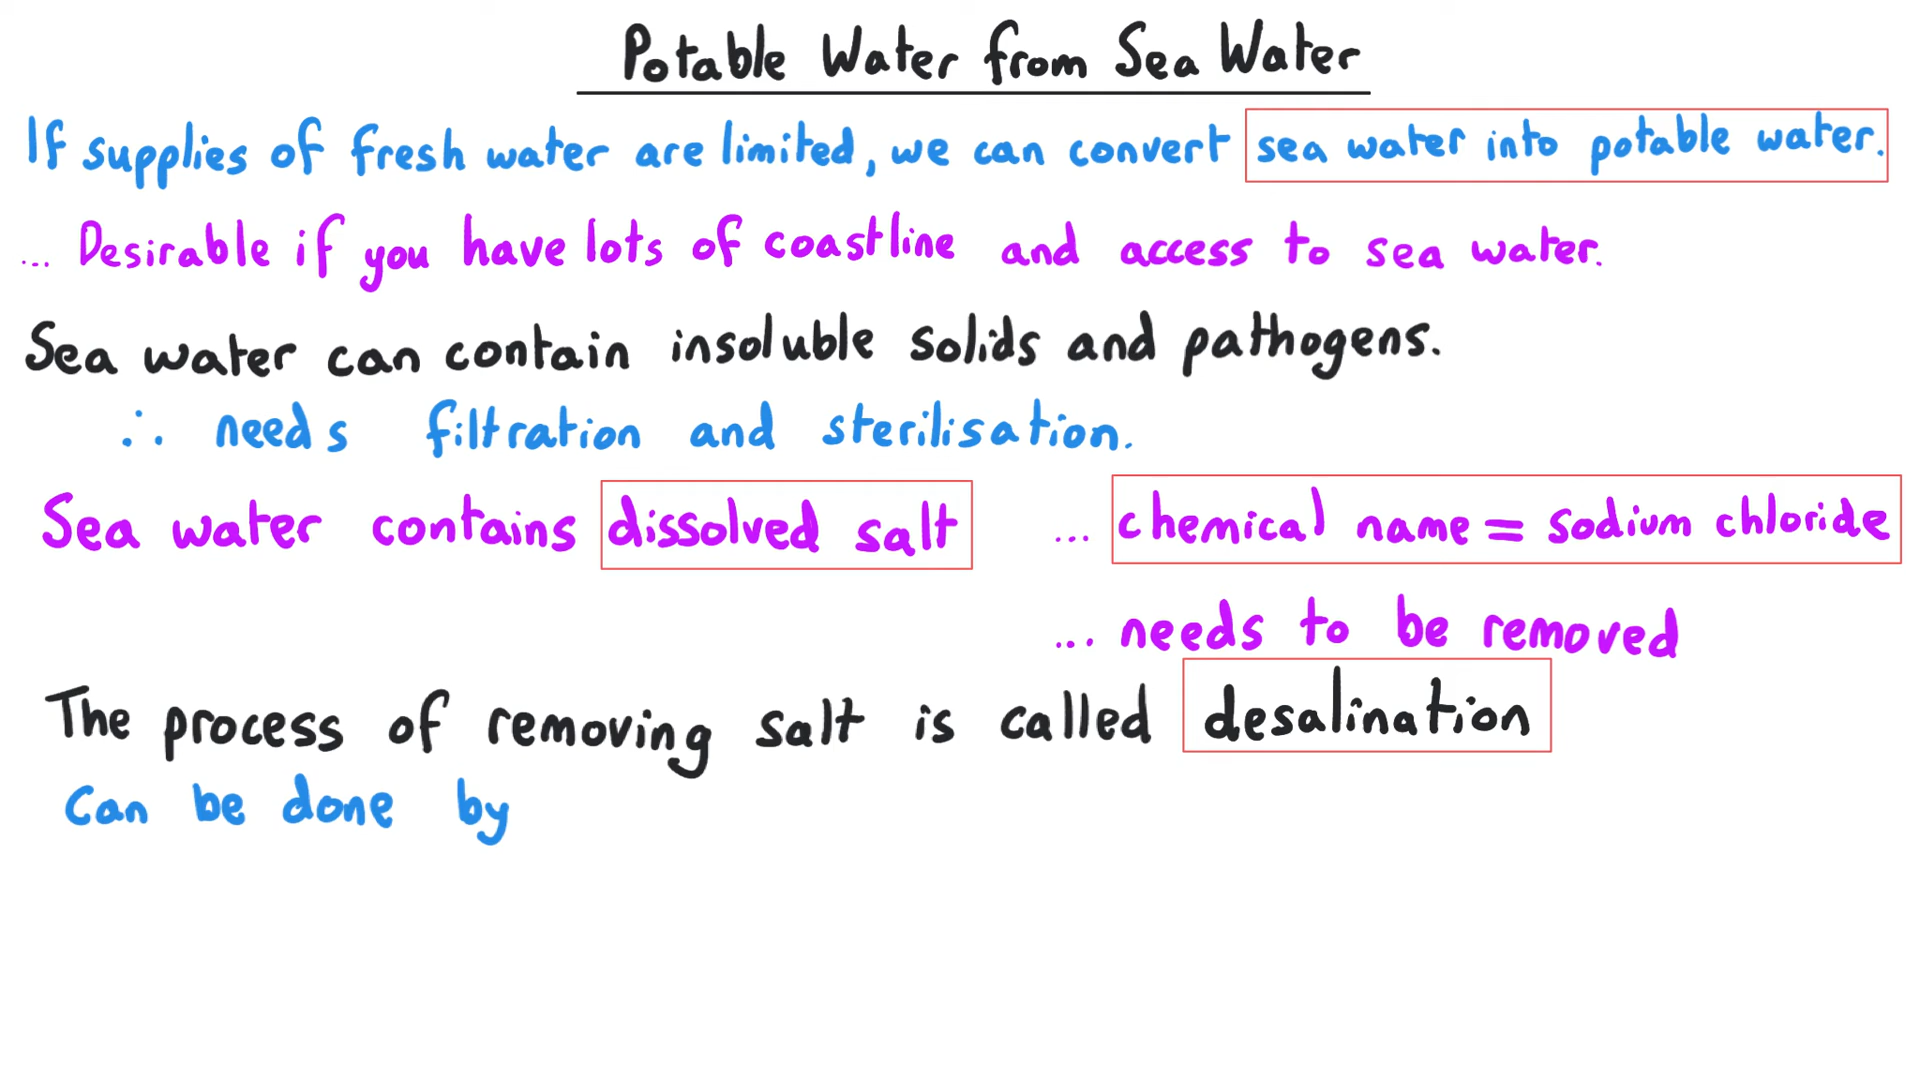 Potable Water from Sea Water
If supplies of fresh water are limited, we can convert sea water into potable water.
... Desirable if you have lots of coastline and access to sea water.
Sea water can contain insoluble solids and pathogens.
∴ needs filtration and sterilisation.
Sea water contains dissolved salt ... chemical name = sodium chloride
... needs to be removed
The process of removing salt is called desalination
Can be done by